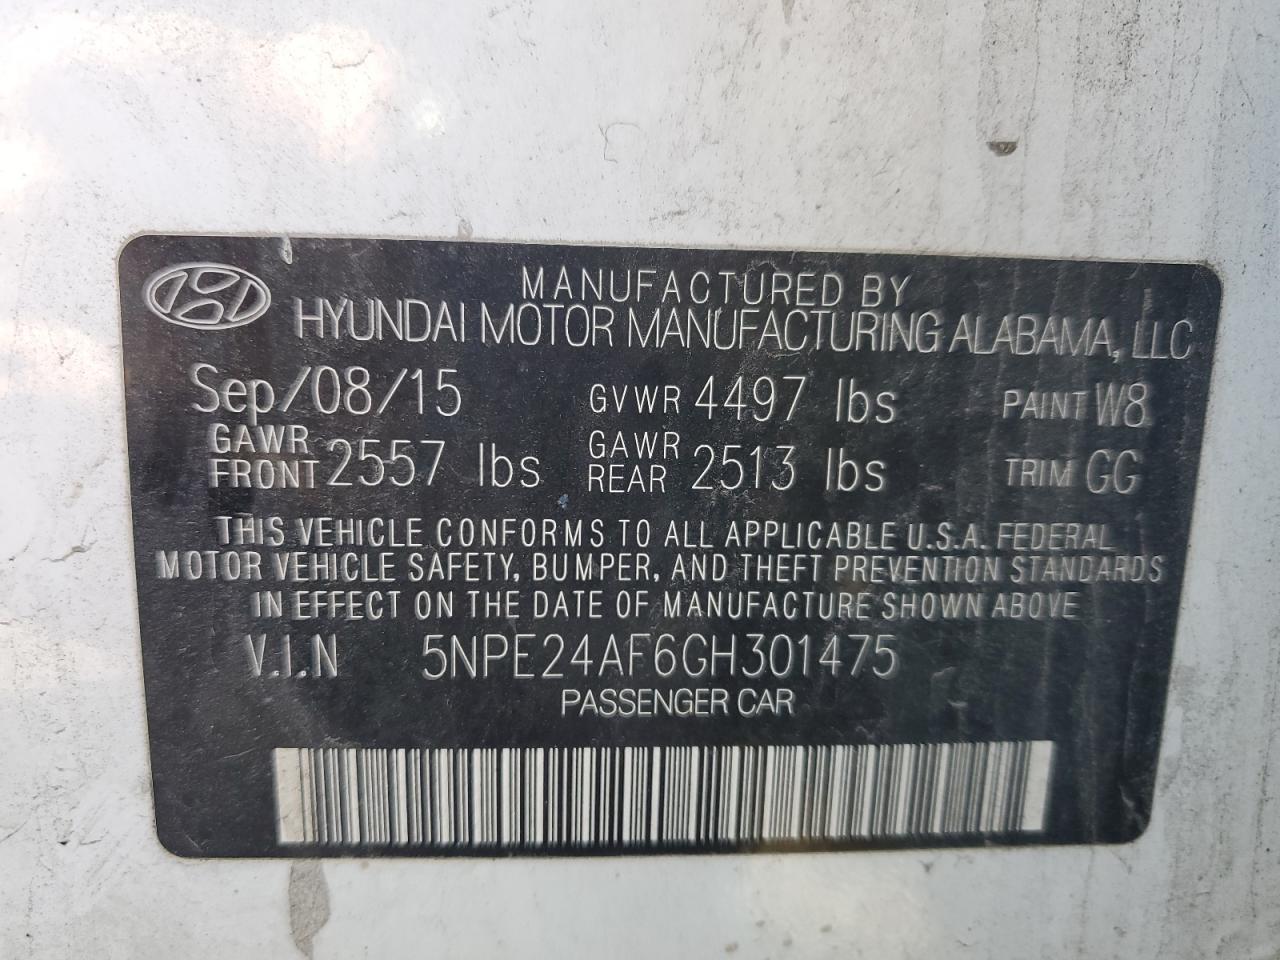 MANUFACTURED BY
HYUNDAI MOTOR MANUFACTURING ALABAMA, LLC
Sep/08/15 GVWR 4497 lbs PAINT W8
GAWR FRONT 2557 lbs GAWR REAR 2513 lbs TRIM GG
THIS VEHICLE CONFORMS TO ALL APPLICABLE U.S.A. FEDERAL
MOTOR VEHICLE SAFETY, BUMPER, AND THEFT PREVENTION STANDARDS
IN EFFECT ON THE DATE OF MANUFACTURE SHOWN ABOVE
V.I.N 5NPE24AF6GH301475
PASSENGER CAR